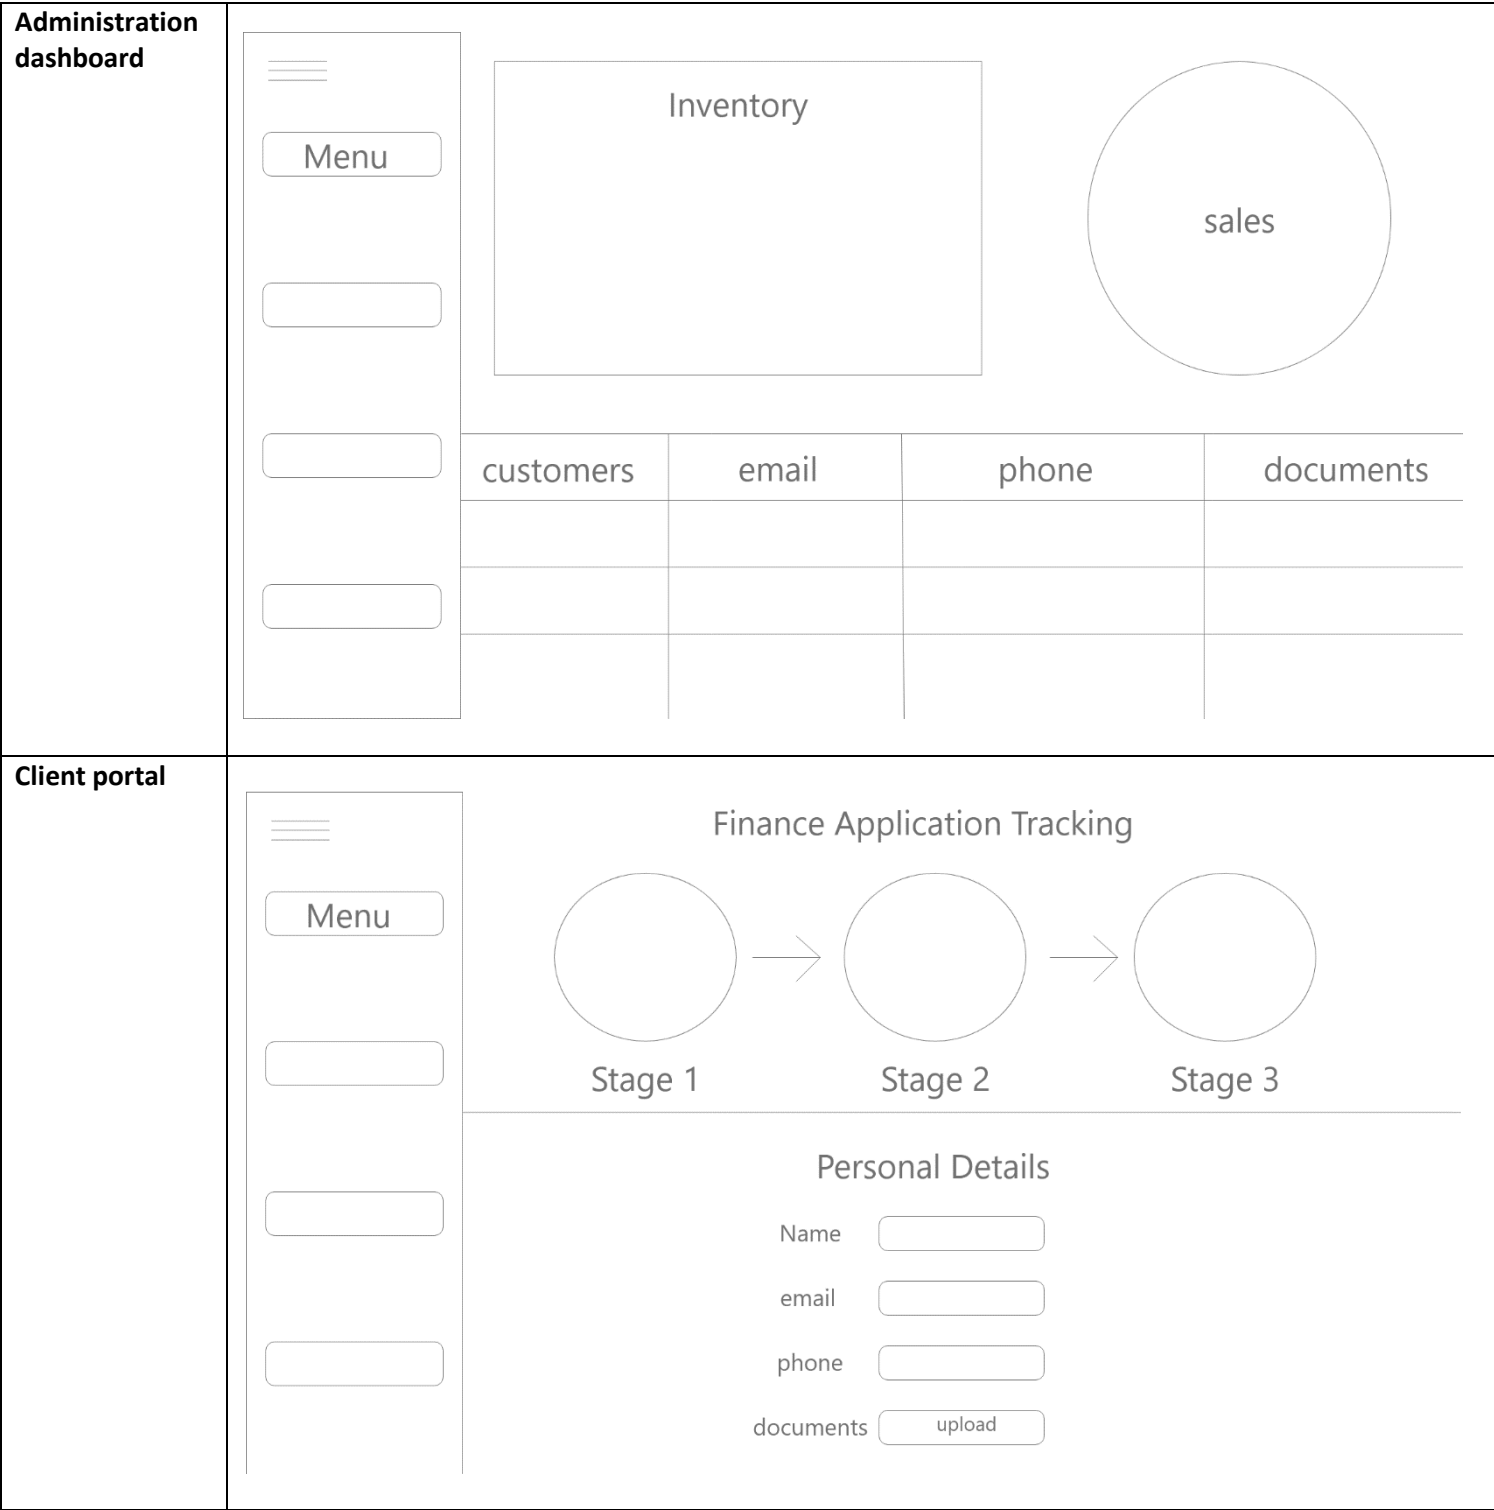 Administration
dashboard
Menu
Inventory
sales
customers email phone documents
Client portal
Menu
Finance Application Tracking
Stage 1 Stage 2 Stage 3
Personal Details
Name
email
phone
documents upload